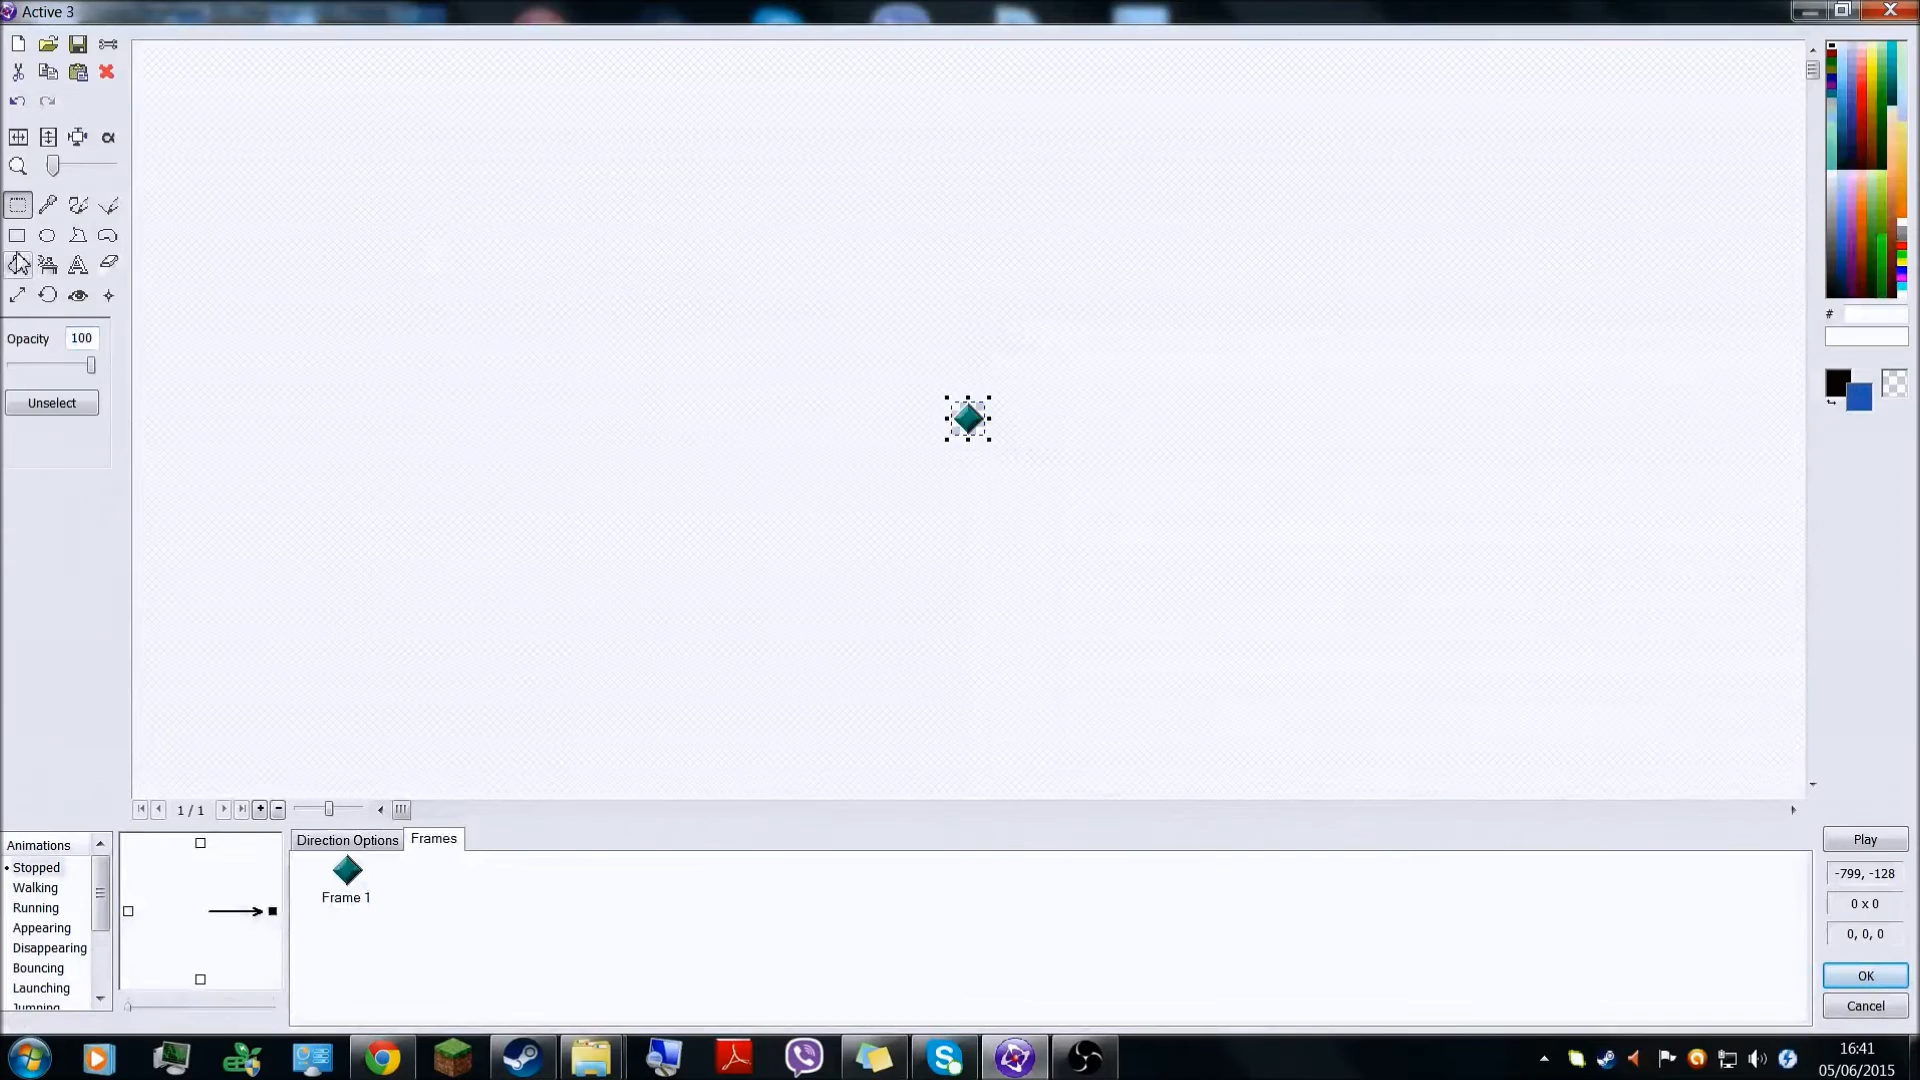 Active 3
α
A
Opacity 100
Unselect
#
1 / 1
Direction Options
Frames
Frame 1
Animations
Stopped
Walking
Running
Appearing
Disappearing
Bouncing
Launching
Jumping
Play
-799, -128
0 x 0
0, 0, 0
OK
Cancel
16:41
05/06/2015